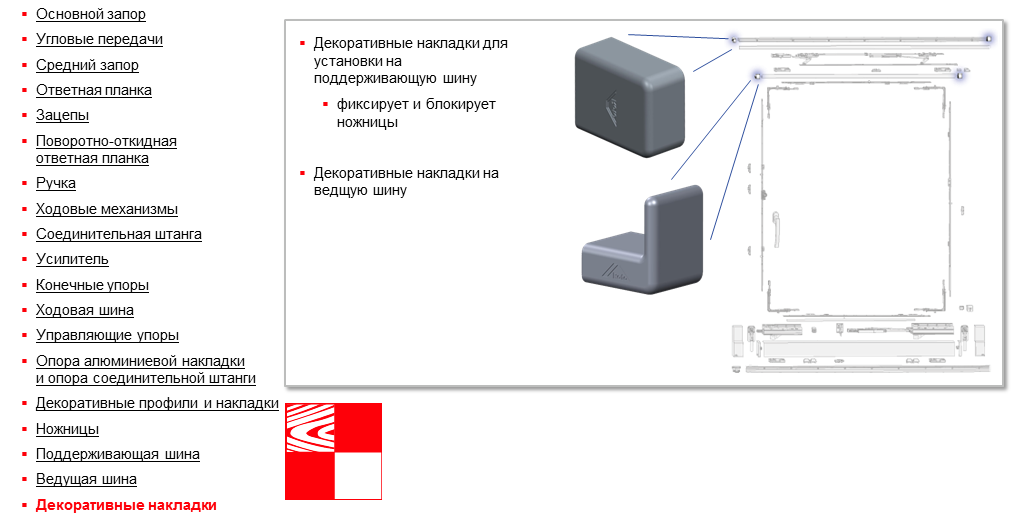 Основной запор
Угловые передачи
Средний запор
Ответная планка
Зацепы
Поворотно-откидная
ответная планка
Ручка
Ходовые механизмы
Соединительная штанга
Усилитель
Конечные упоры
Ходовая шина
Управляющие упоры
Опора алюминиевой накладки
и опора соединительной штанги
Декоративные профили и накладки
Ножницы
Поддерживающая шина
Ведущая шина
Декоративные накладки
Декоративные накладки для
установки на
поддерживающую шину
фиксирует и блокирует
ножницы
Декоративные накладки на
ведщую шину